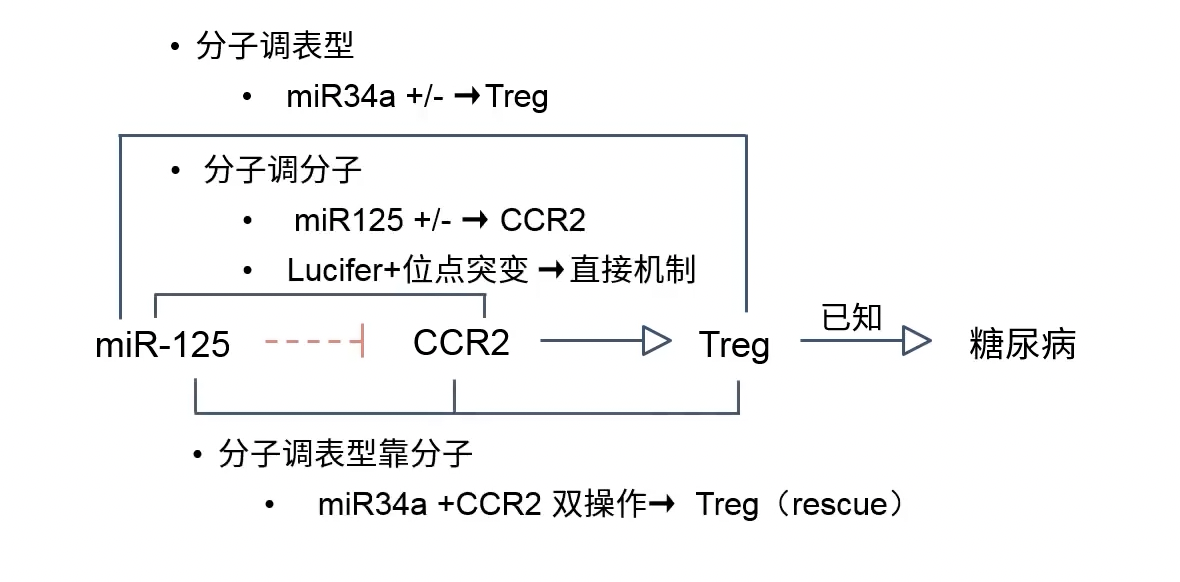 • 分子调表型
• miR34a +/- →Treg
• 分子调分子
• miR125 +/- → CCR2
• Lucifer+位点突变 →直接机制
miR-125 CCR2 Treg 已知 糖尿病
• 分子调表型靠分子
• miR34a +CCR2 双操作→ Treg（rescue）